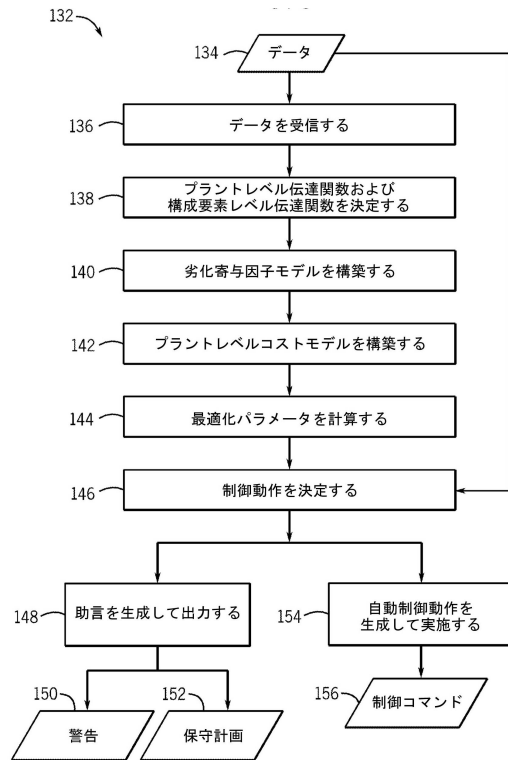 132
134
データ
136
データを受信する
138
プラントレベル伝達関数および
構成要素レベル伝達関数を決定する
140
劣化寄与因子モデルを構築する
142
プラントレベルコストモデルを構築する
144
最適化パラメータを計算する
146
制御動作を決定する
148
助言を生成して出力する
154
自動制御動作を
生成して実施する
150
警告
152
保守計画
156
制御コマンド